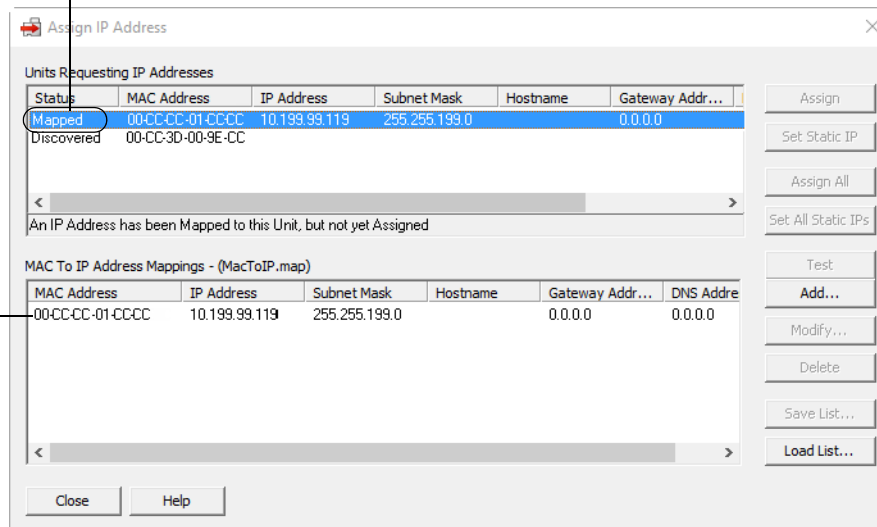 Assign IP Address
Units Requesting IP Addresses
Status MAC Address IP Address Subnet Mask Hostname Gateway Addr...
Mapped 00-CC-CC-01-CC-CC 10.199.99.119 255.255.199.0 0.0.0.0
Discovered 00-CC-3D-00-9E-CC
An IP Address has been Mapped to this Unit, but not yet Assigned
Assign
Set Static IP
Assign All
Set All Static IPs
MAC To IP Address Mappings - (MacToIP.map)
MAC Address IP Address Subnet Mask Hostname Gateway Addr... DNS Addre
00-CC-CC-01-CC-CC 10.199.99.119 255.255.199.0 0.0.0.0 0.0.0.0
Test
Add...
Modify...
Delete
Save List...
Load List...
Close Help